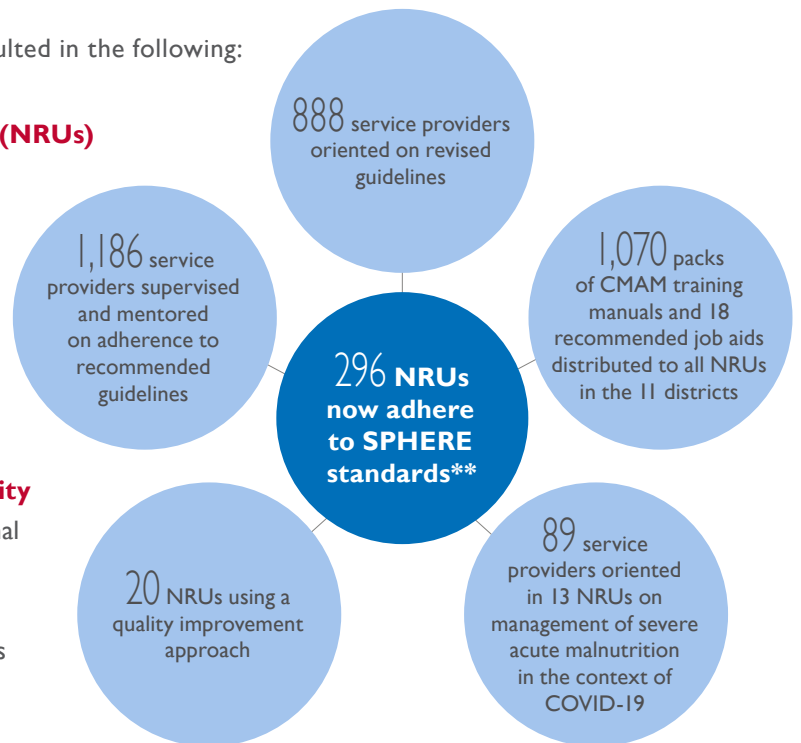 ulted in the following:
(NRUs)
888 service providers
oriented on revised
guidelines
1,186 service
providers supervised
and mentored
on adherence to
recommended
guidelines
1,070 packs
of CMAM training
manuals and 18
recommended job aids
distributed to all NRUs
in the 11 districts
296 NRUs
now adhere
to SPHERE
standards**
ity
nal
s
20 NRUs using a
quality improvement
approach
89 service
providers oriented
in 13 NRUs on
management of severe
acute malnutrition
in the context of
COVID-19